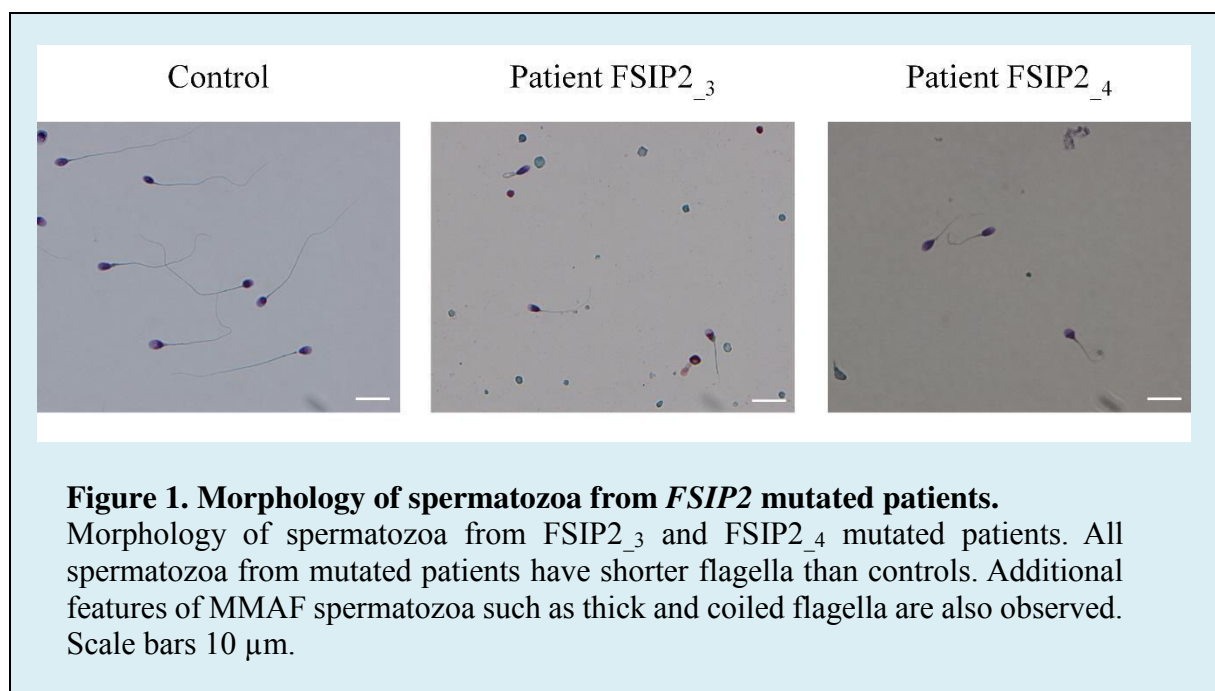 Control Patient FSIP2_3 Patient FSIP2_4
Figure 1. Morphology of spermatozoa from FSIP2 mutated patients.
Morphology of spermatozoa from FSIP2_3 and FSIP2_4 mutated patients. All
spermatozoa from mutated patients have shorter flagella than controls. Additional
features of MMAF spermatozoa such as thick and coiled flagella are also observed.
Scale bars 10 µm.